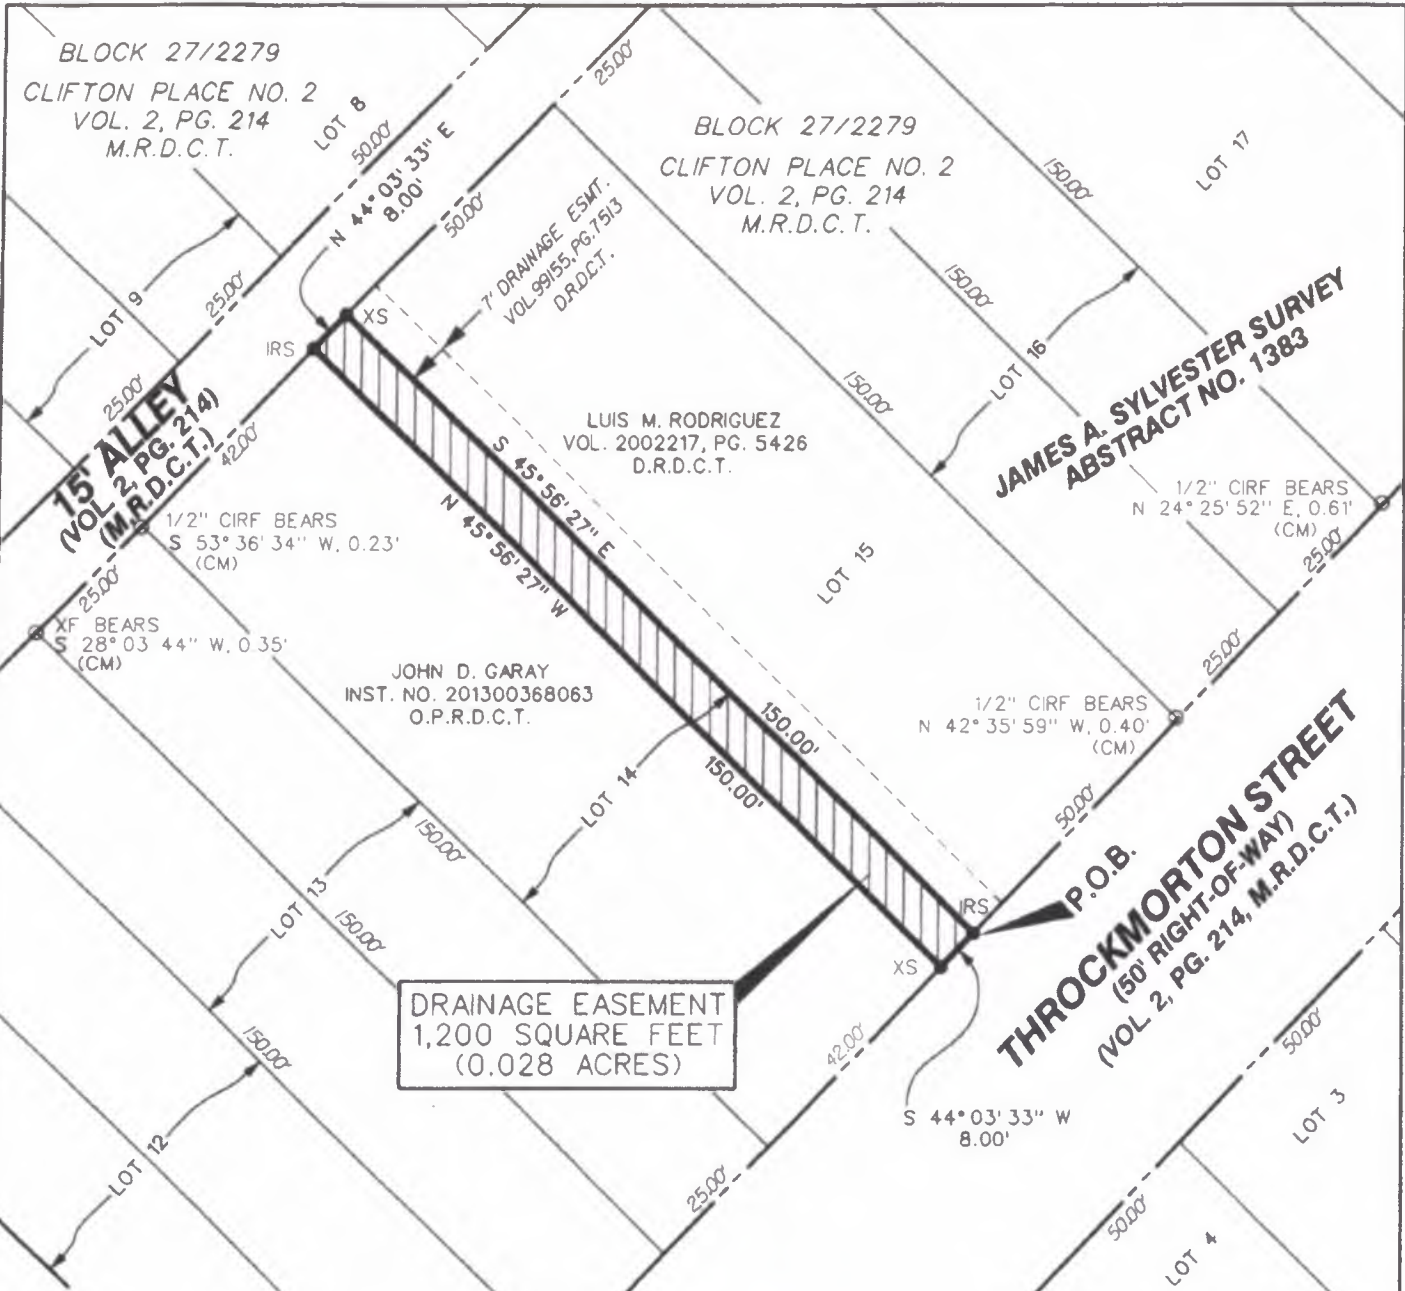 BLOCK 27/2279
CLIFTON PLACE NO. 2
VOL. 2, PG. 214
M.R.D.C.T.
LOT 8
50.00'
N 44° 03' 33" E
8.00'
25.00'
50.00'
BLOCK 27/2279
CLIFTON PLACE NO. 2
VOL. 2, PG. 214
M.R.D.C.T.
150.00'
LOT 17
7' DRAINAGE ESMT.
VOL.99155,PG.7513
D.R.D.C.T.
LOT 9
25.00'
25.00'
XS
IRS
150.00'
LOT 16
150.00'
JAMES A. SYLVESTER SURVEY
ABSTRACT NO. 1383
15' ALLEY
(VOL. 2, PG. 214)
(M.R.D.C.T.)
42.00'
LUIS M. RODRIGUEZ
VOL. 2002217, PG. 5426
D.R.D.C.T.
S 45° 56' 27" E
N 45° 56' 27" W
1/2" CIRF BEARS
N 24° 25' 52" E, 0.61'
(CM)
1/2" CIRF BEARS
S 53° 36' 34" W, 0.23'
(CM)
25.00'
25.00'
LOT 15
XF BEARS
S 28° 03 44" W, 0.35'
(CM)
JOHN D. GARAY
INST. NO. 201300368063
O.P.R.D.C.T.
25.00'
1/2" CIRF BEARS
N 42° 35' 59" W, 0.40'
(CM)
150.00'
150.00'
LOT 14
50.00'
150.00'
LOT 13
150.00'
IRS
P.O.B.
XS
THROCKMORTON STREET
(50' RIGHT-OF-WAY)
(VOL. 2, PG. 214, M.R.D.C.T.)
DRAINAGE EASEMENT
1,200 SQUARE FEET
(0.028 ACRES)
150.00'
42.00'
50.00'
S 44° 03' 33" W
8.00'
LOT 12
LOT 3
25.00'
50.00'
LOT 4